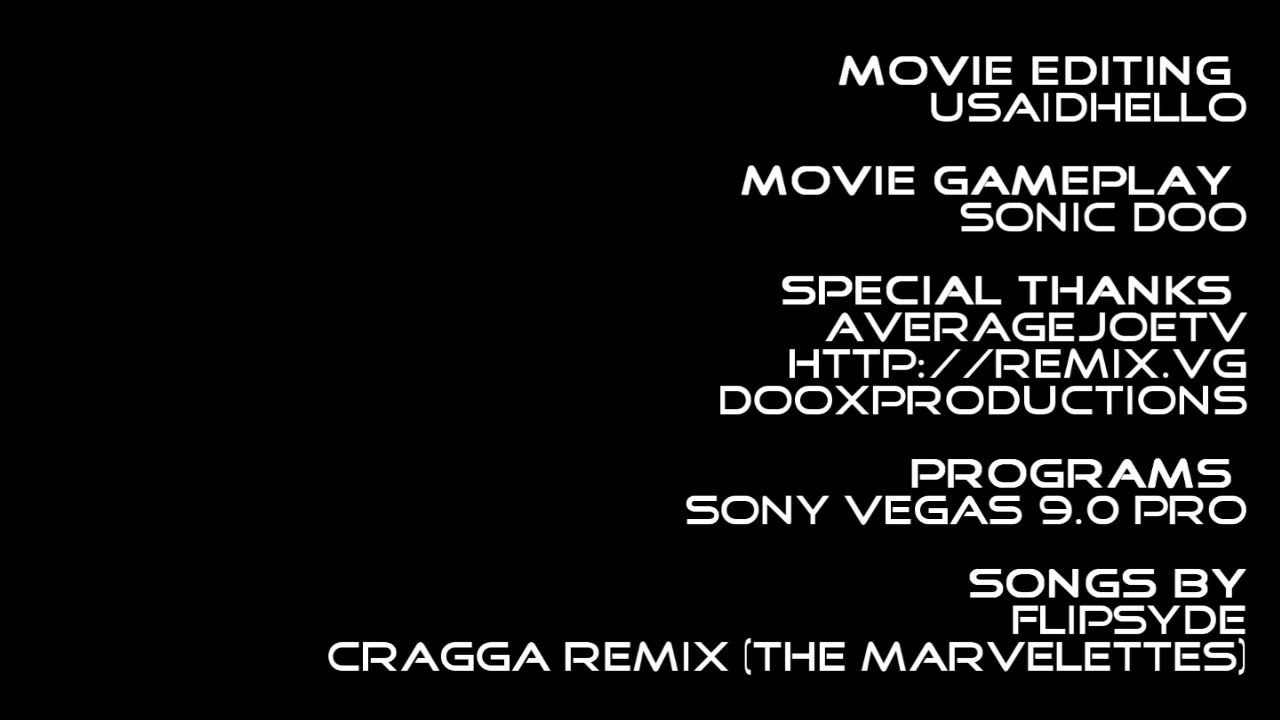 MOVIE EDITING
USAIDHELLO
MOVIE GAMEPLAY
SONIC DOO
SPECIAL THANKS
AVERAGEJOETV
HTTP://REMIX.VG
DOOXPRODUCTIONS
PROGRAMS
SONY VEGAS 9.0 PRO
SONGS BY
FLIPSYDE
CRAGGA REMIX (THE MARVELETTES)